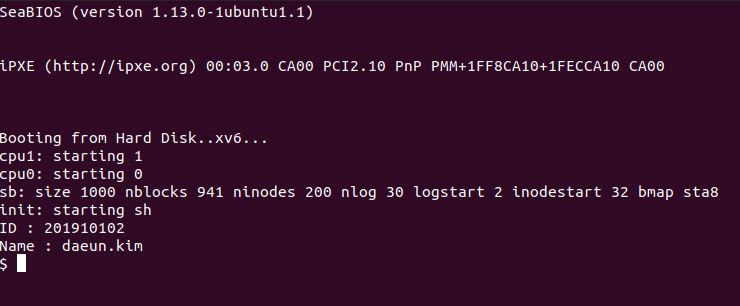 SeaBIOS (version 1.13.0-1ubuntu1.1)
iPXE (http://ipxe.org) 00:03.0 CA00 PCI2.10 PnP PMM+1FF8CA10+1FECCA10 CA00
Booting from Hard Disk..xv6...
cpu1: starting 1
cpu0: starting 0
sb: size 1000 nblocks 941 ninodes 200 nlog 30 logstart 2 inodestart 32 bmap sta8
init: starting sh
ID : 201910102
Name : daeun.kim
$